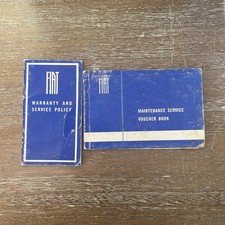 FIAT
WARRANTY AND
SERVICE POLICY
FIAT
MAINTENANCE SERVICE
VOUCHER BOOK